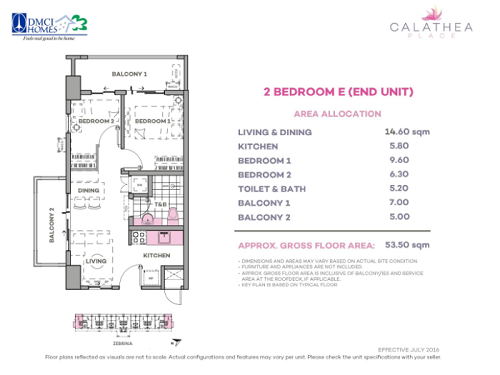 DMCI
HOMES
Feels so good to be home
CALATHEA
PLACE
2 BEDROOM E (END UNIT)
AREA ALLOCATION
LIVING & DINING 14.60 sqm
KITCHEN 5.80
BEDROOM 1 9.60
BEDROOM 2 6.30
TOILET & BATH 5.20
BALCONY 1 7.00
BALCONY 2 5.00
APPROX. GROSS FLOOR AREA: 53.50 sqm
- DIMENSIONS AND AREAS MAY VARY BASED ON ACTUAL SITE CONDITION
- FURNITURE AND APPLIANCES ARE NOT INCLUDED.
- APPROX GROSS FLOOR AREA IS INCLUSIVE OF BALCONY/IES AND SERVICE
AREA AT THE ROOFDECK, IF APPLICABLE.
- KEY PLAN IS BASED ON TYPICAL FLOOR
BALCONY 1
BEDROOM 2
BEDROOM 1
DINING
T&B
BALCONY 2
LIVING
KITCHEN
ZEBRINA
N
EFFECTIVE JULY 2016
Floor plans reflected as visuals are not to scale. Actual configurations and features may vary per unit. Please check the unit specifications with your seller.